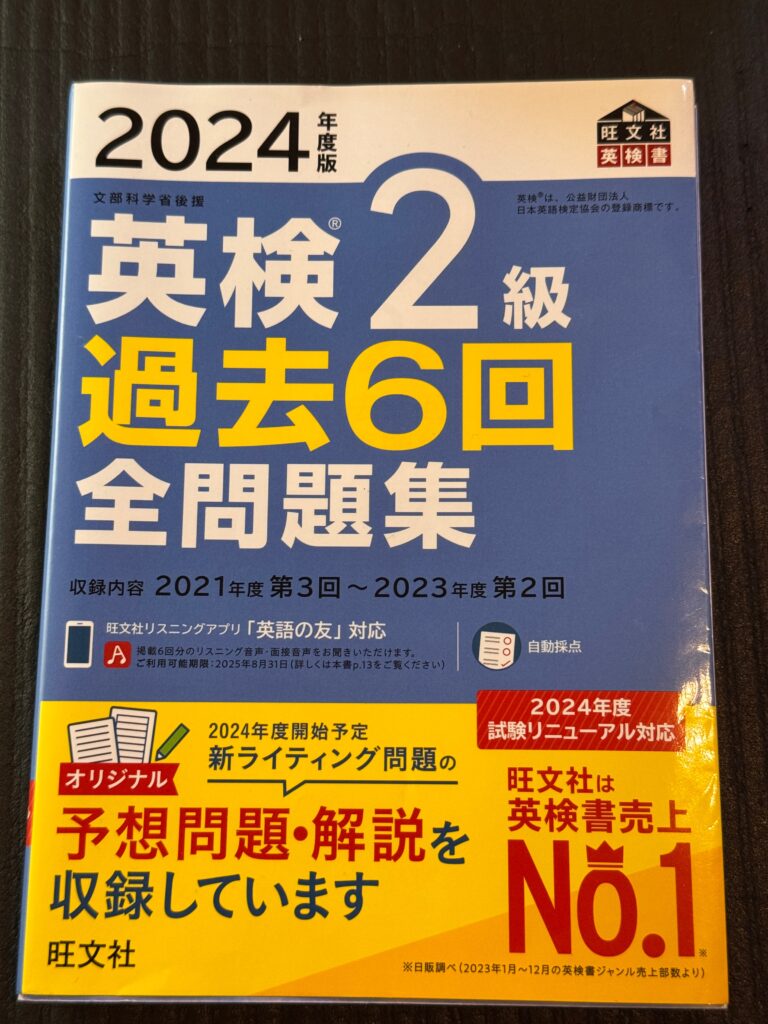 2024年度版
旺文社
英検書
文部科学省後援
英検®は、公益財団法人
日本英語検定協会の登録商標です。
英検®2級
過去6回
全問題集
収録内容 2021年度 第3回～2023年度 第2回
旺文社リスニングアプリ「英語の友」対応
掲載6回分のリスニング音声・面接音声をお聞きいただけます。
ご利用可能期限：2025年8月31日（詳しくは本書p.13をご覧ください）
自動採点
2024年度
試験リニューアル対応
2024年度開始予定
新ライティング問題の
オリジナル
予想問題・解説を
収録しています
旺文社は
英検書売上
No.1※
旺文社
※日販調べ（2023年1月～12月の英検書ジャンル売上部数より）